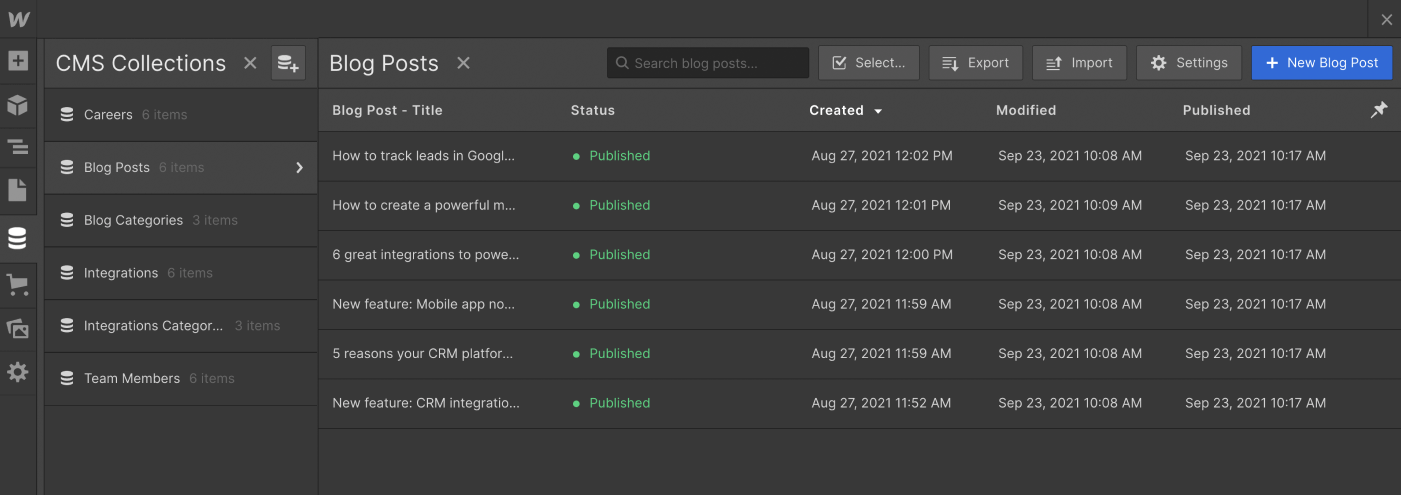 CMS Collections
Blog Posts
Search blog posts...
Select...
Export
Import
Settings
+ New Blog Post
Careers 6 items
Blog Posts 6 items
Blog Categories 3 items
Integrations 6 items
Integrations Categor... 3 items
Team Members 6 items
Blog Post - Title Status Created Modified Published
How to track leads in Googl... Published Aug 27, 2021 12:02 PM Sep 23, 2021 10:08 AM Sep 23, 2021 10:17 AM
How to create a powerful m... Published Aug 27, 2021 12:01 PM Sep 23, 2021 10:09 AM Sep 23, 2021 10:17 AM
6 great integrations to powe... Published Aug 27, 2021 12:00 PM Sep 23, 2021 10:08 AM Sep 23, 2021 10:17 AM
New feature: Mobile app no... Published Aug 27, 2021 11:59 AM Sep 23, 2021 10:08 AM Sep 23, 2021 10:17 AM
5 reasons your CRM platfor... Published Aug 27, 2021 11:59 AM Sep 23, 2021 10:08 AM Sep 23, 2021 10:17 AM
New feature: CRM integratio... Published Aug 27, 2021 11:52 AM Sep 23, 2021 10:08 AM Sep 23, 2021 10:17 AM